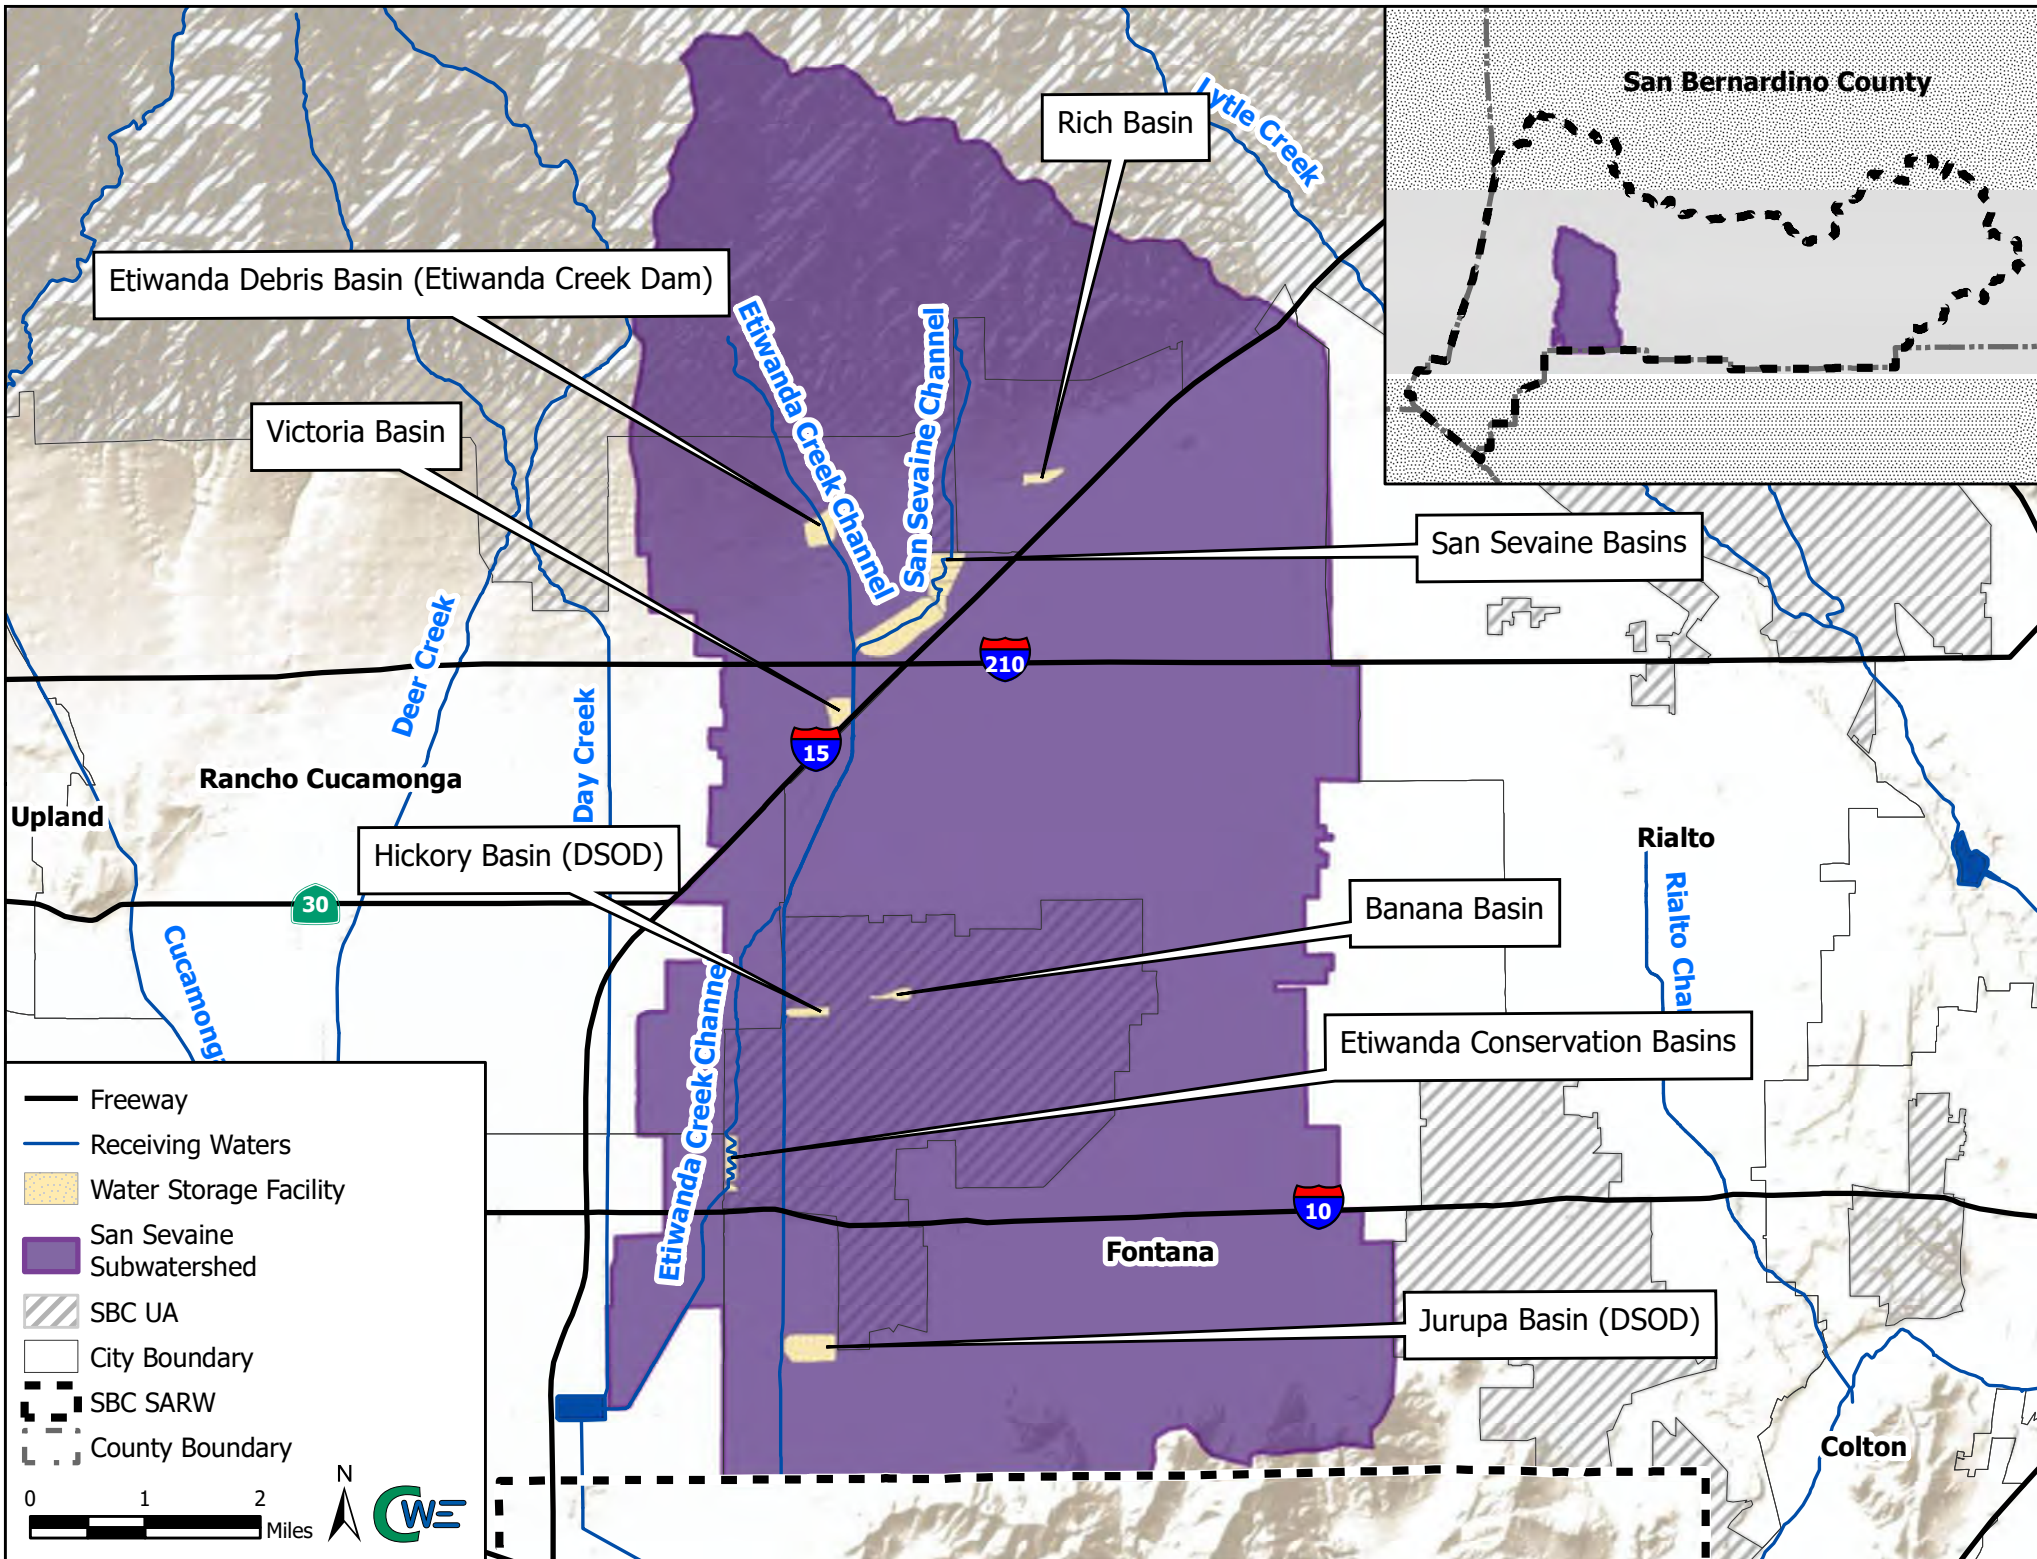 San Bernardino County
Lytle Creek
Rich Basin
Etiwanda Debris Basin (Etiwanda Creek Dam)
Etiwanda Creek Channel
San Sevaine Channel
Victoria Basin
San Sevaine Basins
Deer Creek
210
Day Creek
15
Rancho Cucamonga
Upland
Rialto
Hickory Basin (DSOD)
30
Banana Basin
Rialto Cha
Cucamonga
Etiwanda Creek Channe
Etiwanda Conservation Basins
10
Fontana
Jurupa Basin (DSOD)
Colton
Freeway
Receiving Waters
Water Storage Facility
San Sevaine
Subwatershed
SBC UA
City Boundary
SBC SARW
County Boundary
0 1 2
Miles
N
CWE